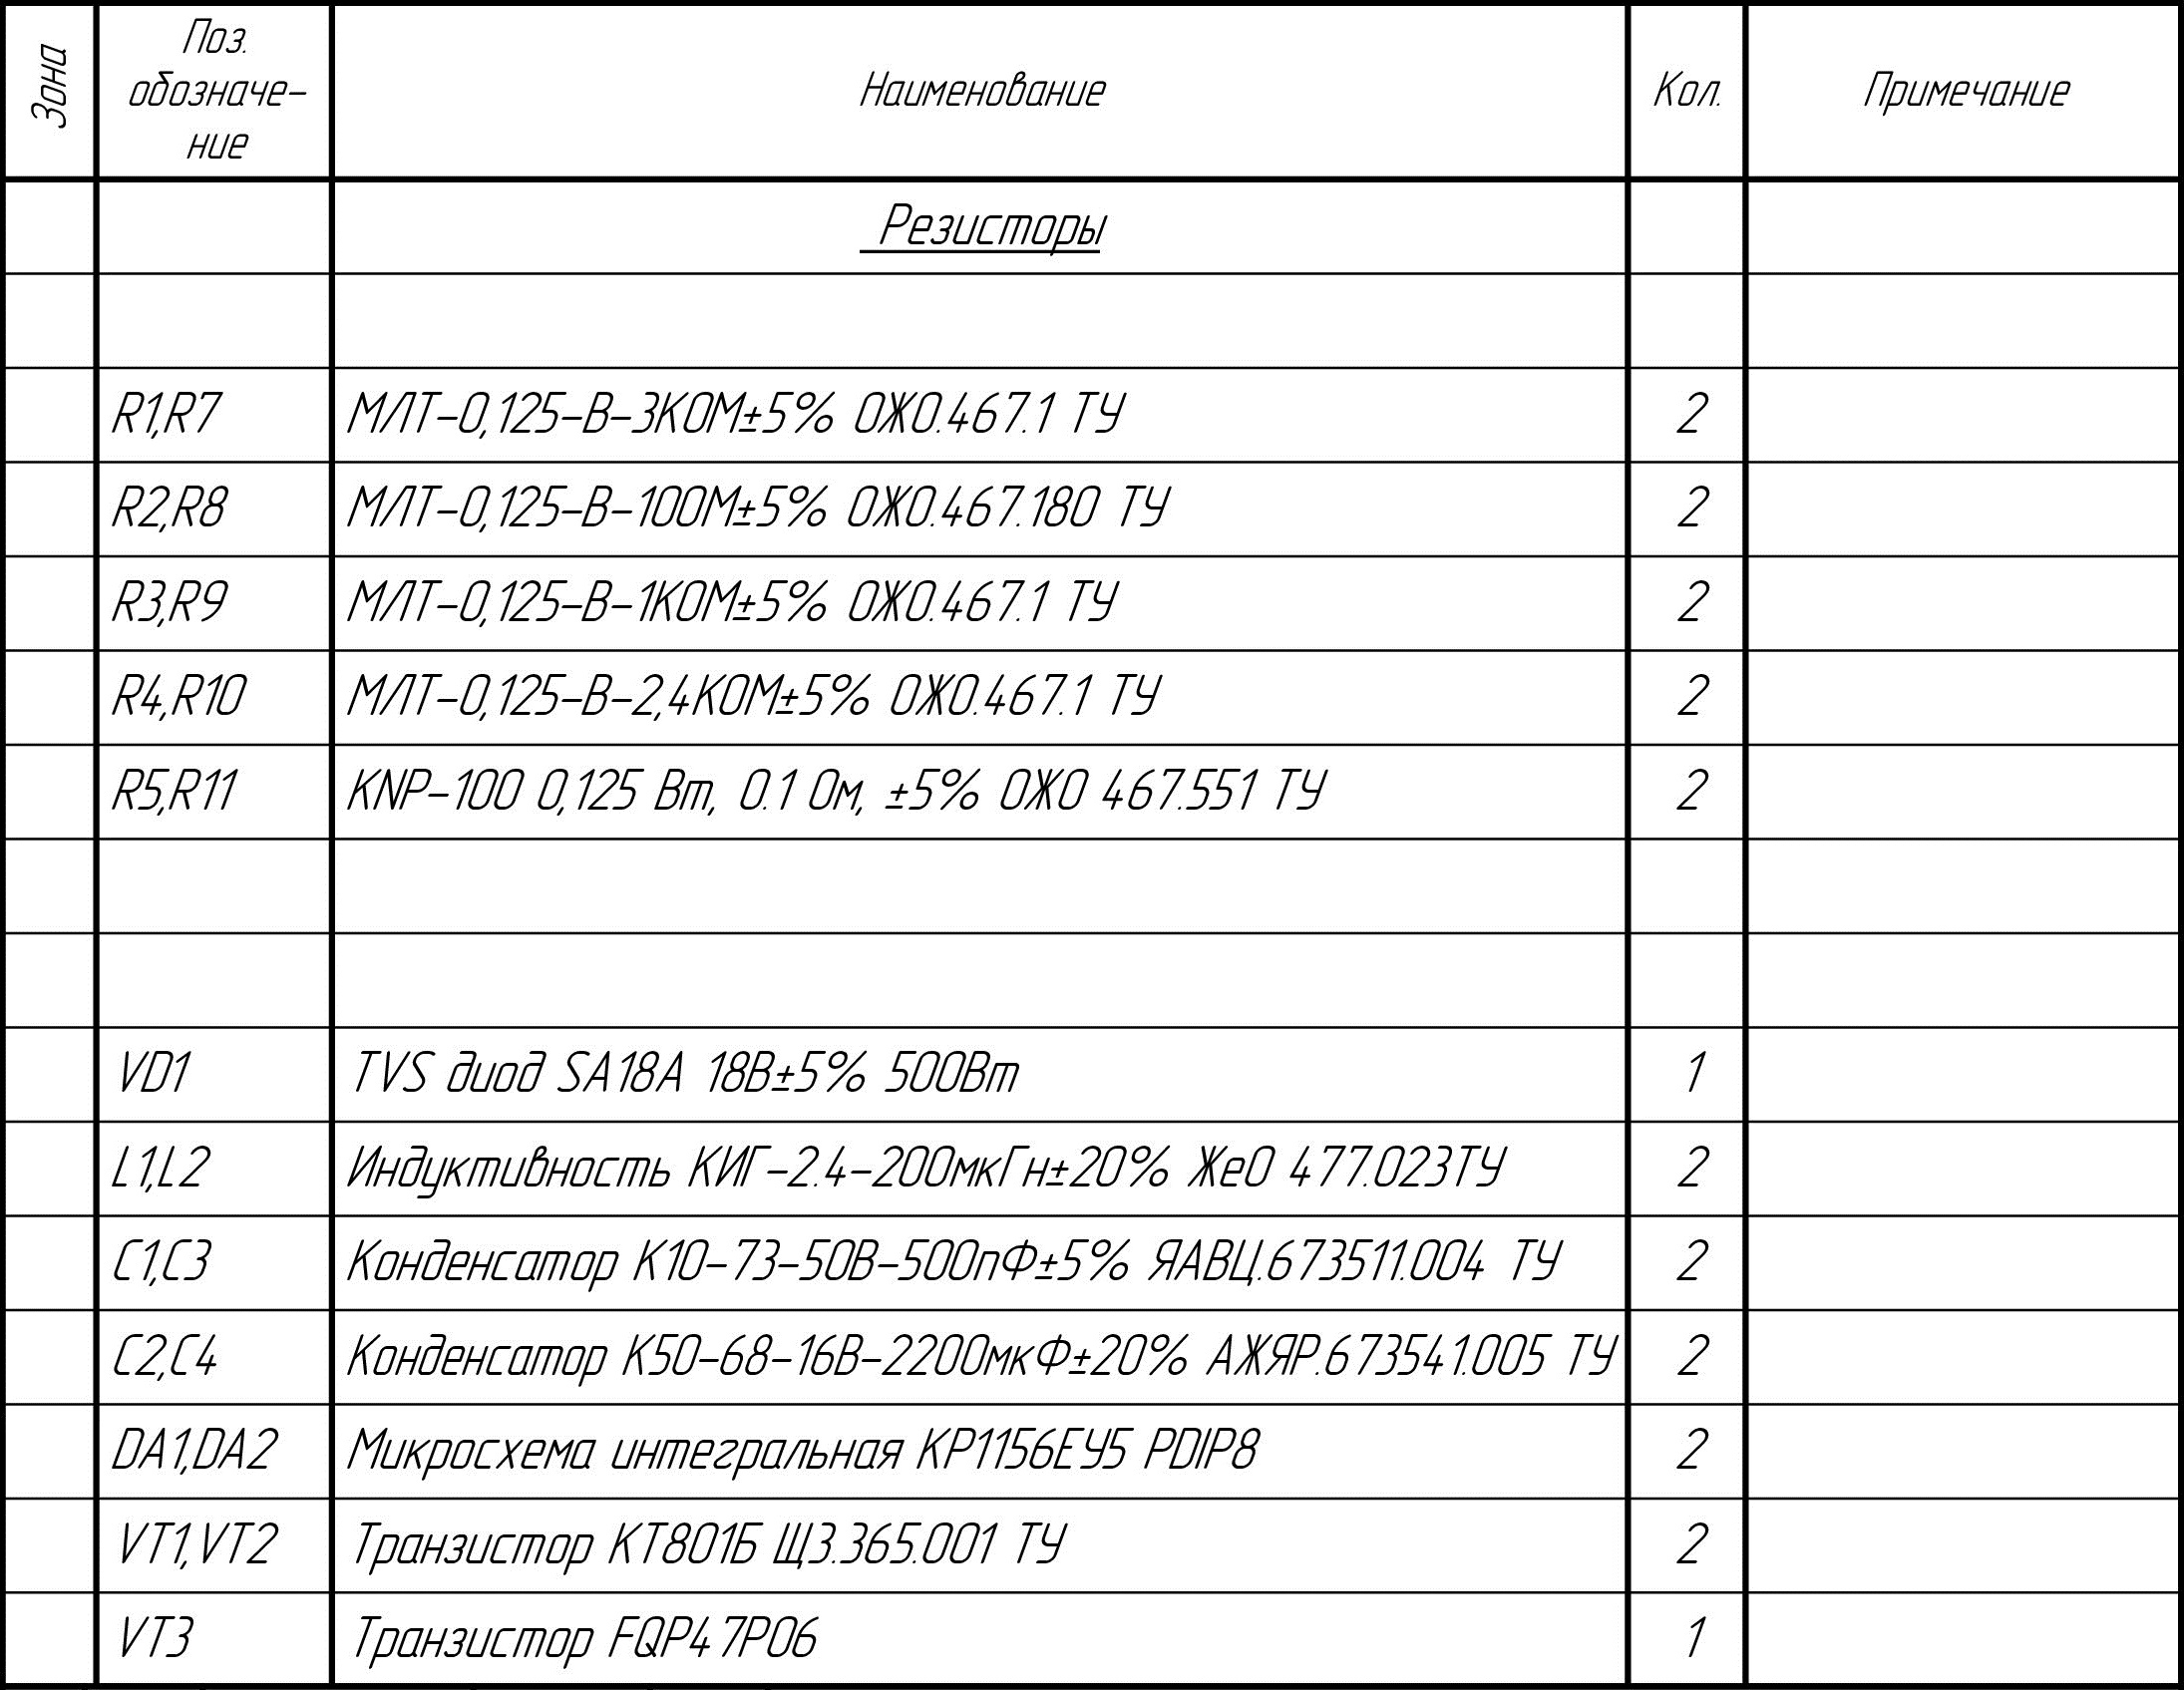 Зона
Поз. обозначе-ние
Наименование
Кол.
Примечание
Резисторы
R1,R7 МЛТ-0,125-В-3КОМ±5% ОЖ0.467.1 ТУ 2
R2,R8 МЛТ-0,125-В-100М±5% ОЖ0.467.180 ТУ 2
R3,R9 МЛТ-0,125-В-1КОМ±5% ОЖ0.467.1 ТУ 2
R4,R10 МЛТ-0,125-В-2,4КОМ±5% ОЖ0.467.1 ТУ 2
R5,R11 KNP-100 0,125 Вт, 0.1 Ом, ±5% ОЖ0 467.551 ТУ 2
VD1 TVS диод SA18A 18В±5% 500Вт 1
L1,L2 Индуктивность КИГ-2.4-200мкГн±20% Же0 477.023ТУ 2
C1,C3 Конденсатор К10-73-50В-500пФ±5% ЯАВЦ.673511.004 ТУ 2
C2,C4 Конденсатор К50-68-16В-2200мкФ±20% АЖЯР.673541.005 ТУ 2
DA1,DA2 Микросхема интегральная КР1156ЕУ5 PDIP8 2
VT1,VT2 Транзистор КТ801Б Щ3.365.001 ТУ 2
VT3 Транзистор FQP47P06 1